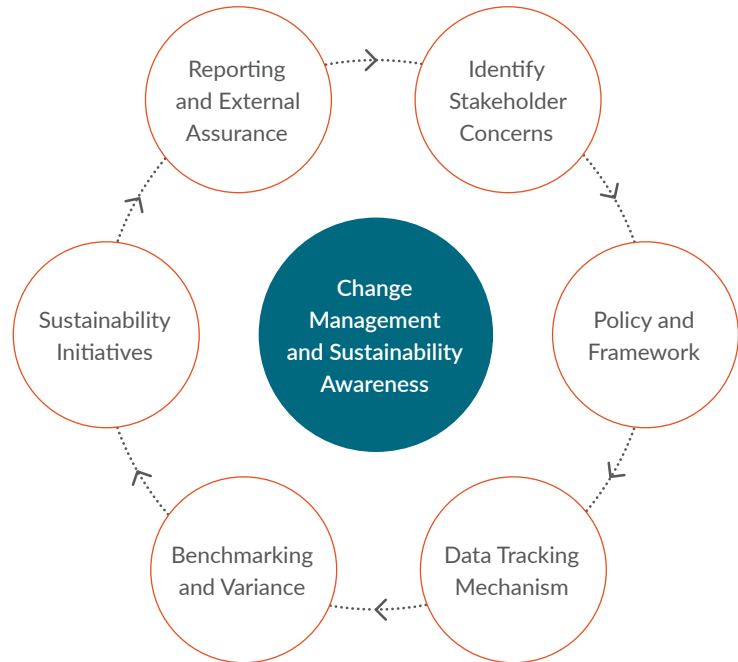 Reporting
and External
Assurance
Identify
Stakeholder
Concerns
Change
Management
and Sustainability
Awareness
Sustainability
Initiatives
Policy and
Framework
Benchmarking
and Variance
Data Tracking
Mechanism